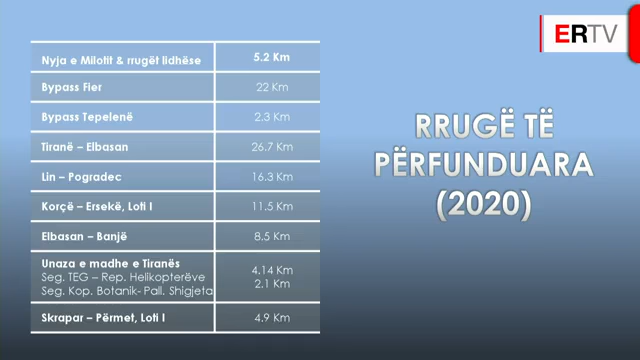 ERTV
Nyja e Milotit & rrugët lidhëse 5.2 Km
Bypass Fier 22 Km
Bypass Tepelenë 2.3 Km
Tiranë – Elbasan 26.7 Km
Lin – Pogradec 16.3 Km
Korçë – Ersekë, Loti I 11.5 Km
Elbasan – Banjë 8.5 Km
Unaza e madhe e Tiranës
Seg. TEG – Rep. Helikopterëve 4.14 Km
Seg. Kop. Botanik- Pall. Shigjeta 2.1 Km
Skrapar – Përmet, Loti I 4.9 Km
RRUGË TË
PËRFUNDUARA
(2020)